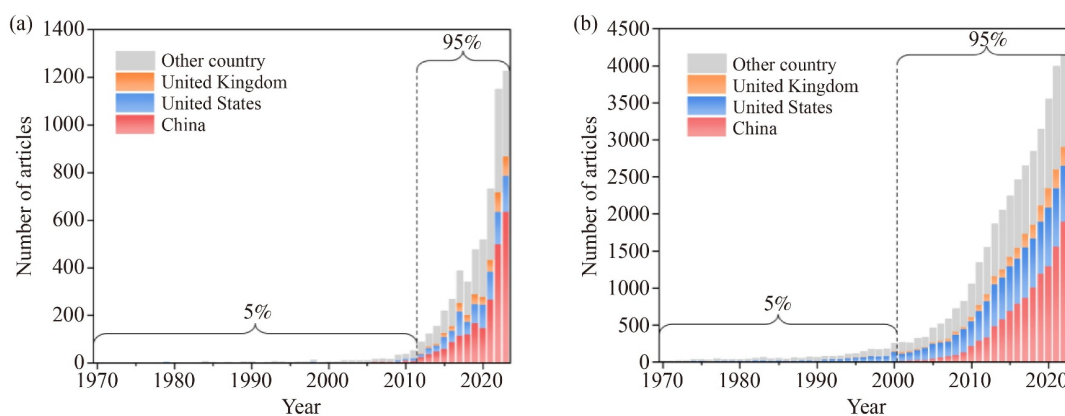 (a)
1400
1200
1000
800
600
400
200
0
Number of articles
95%
Other country
United Kingdom
United States
China
5%
1970 1980 1990 2000 2010 2020
Year
(b)
4500
4000
3500
3000
2500
2000
1500
1000
500
0
Number of articles
95%
Other country
United Kingdom
United States
China
5%
1970 1980 1990 2000 2010 2020
Year